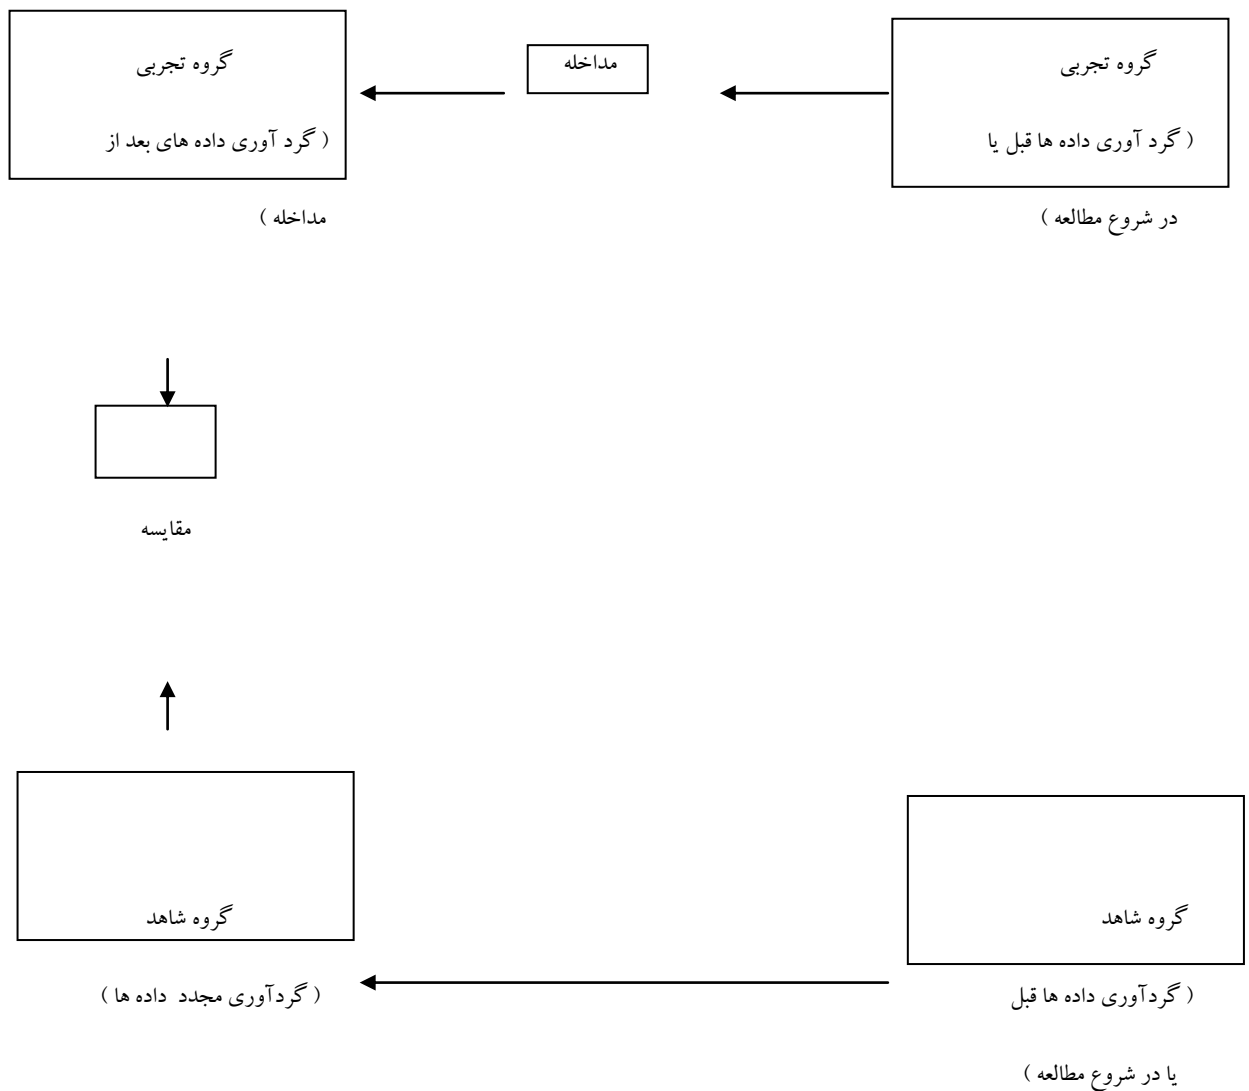 گروه تجربی
مداخله
گروه تجربی
( گرد آوری داده ها قبل یا
( گرد آوری داده های بعد از
در شروع مطالعه )
مداخله )
مقایسه
گروه شاهد
گروه شاهد
( گردآوری داده ها قبل
( گردآوری مجدد داده ها )
یا در شروع مطالعه )